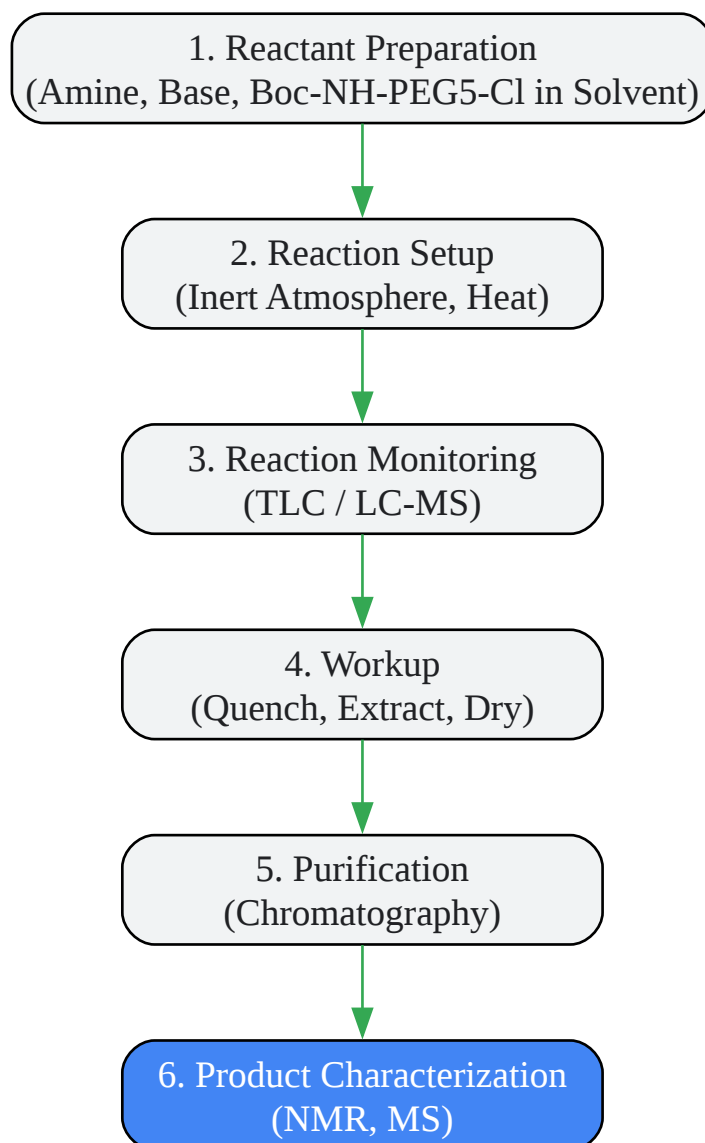 1. Reactant Preparation
(Amine, Base, Boc-NH-PEG5-Cl in Solvent)
2. Reaction Setup
(Inert Atmosphere, Heat)
3. Reaction Monitoring
(TLC / LC-MS)
4. Workup
(Quench, Extract, Dry)
5. Purification
(Chromatography)
6. Product Characterization
(NMR, MS)